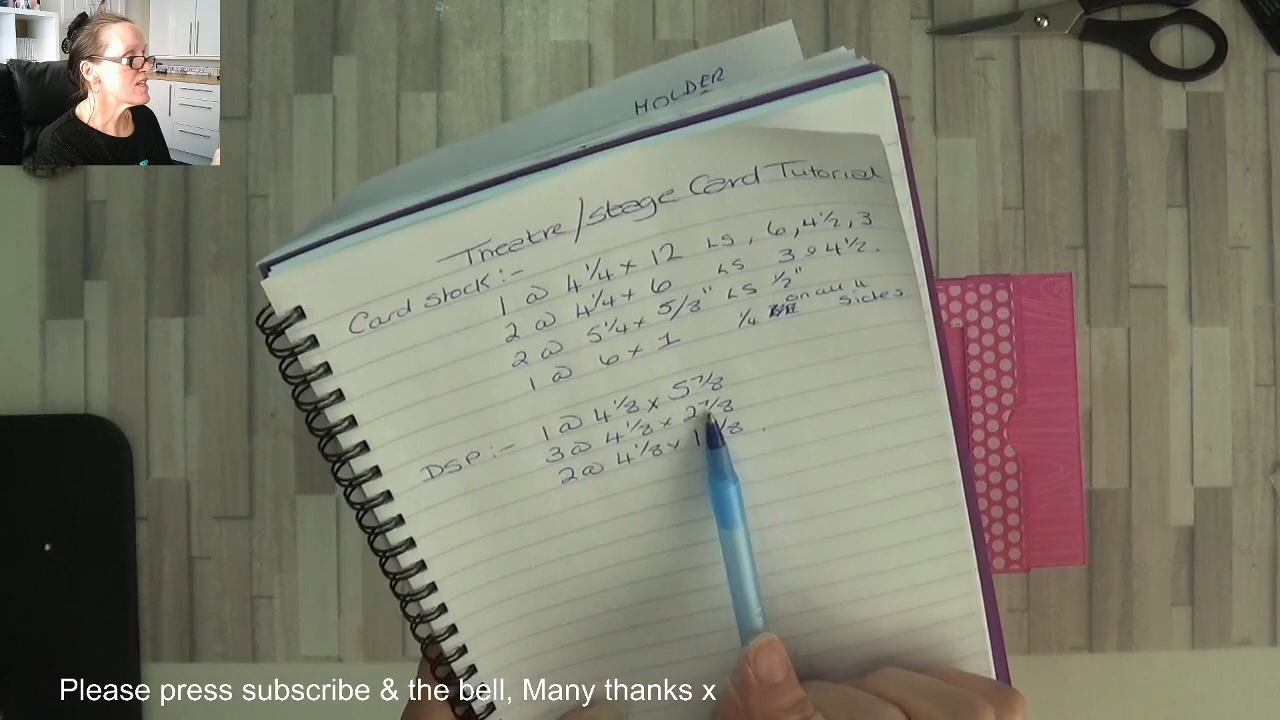 HOLDER
Theatre/stage Card Tutorial
Card stock:-
1 @ 4 1/4 x 12 LS, 6, 4 1/2, 3
2 @ 4 1/4 x 6 LS 3 & 4 1/2.
2 @ 5 1/4 x 5/8" LS 1/2"
1 @ 6 x 1 1/4 on all 4 sides
DSP:- 1 @ 4 1/8 x 5 7/8
3 @ 4 1/8 x 2 7/8
2 @ 4 1/8 x 1
Please press subscribe & the bell, Many thanks x